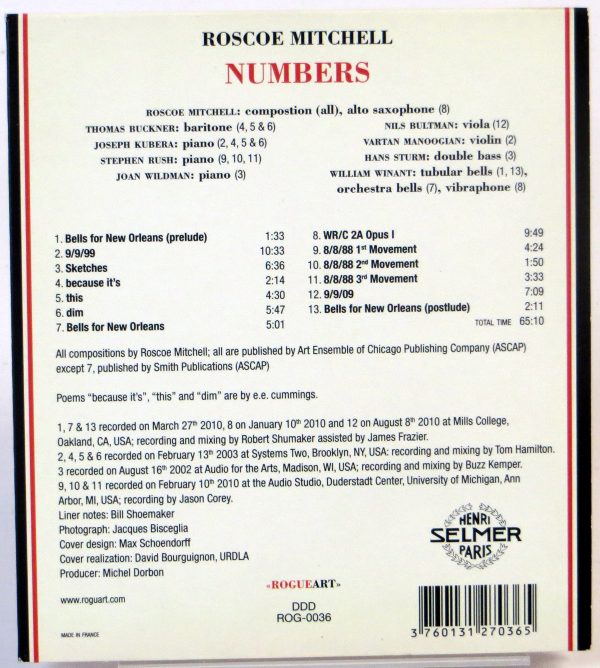 ROSCOE MITCHELL
NUMBERS
ROSCOE MITCHELL: compostion (all), alto saxophone (8)
THOMAS BUCKNER: baritone (4, 5 & 6)
JOSEPH KUBERA: piano (2, 4, 5 & 6)
STEPHEN RUSH: piano (9, 10, 11)
JOAN WILDMAN: piano (3)
NILS BULTMAN: viola (12)
VARTAN MANOOGIAN: violin (2)
HANS STURM: double bass (3)
WILLIAM WINANT: tubular bells (1, 13),
orchestra bells (7), vibraphone (8)
1. Bells for New Orleans (prelude) 1:33
2. 9/9/99 10:33
3. Sketches 6:36
4. because it's 2:14
5. this 4:30
6. dim 5:47
7. Bells for New Orleans 5:01
8. WR/C 2A Opus I 9:49
9. 8/8/88 1st Movement 4:24
10. 8/8/88 2nd Movement 1:50
11. 8/8/88 3rd Movement 3:33
12. 9/9/09 7:09
13. Bells for New Orleans (postlude) 2:11
TOTAL TIME 65:10
All compositions by Roscoe Mitchell; all are published by Art Ensemble of Chicago Publishing Company (ASCAP)
except 7, published by Smith Publications (ASCAP)
Poems "because it's", "this" and "dim" are by e.e. cummings.
1, 7 & 13 recorded on March 27th 2010, 8 on January 10th 2010 and 12 on August 8th 2010 at Mills College,
Oakland, CA, USA; recording and mixing by Robert Shumaker assisted by James Frazier.
2, 4, 5 & 6 recorded on February 13th 2003 at Systems Two, Brooklyn, NY, USA: recording and mixing by Tom Hamilton.
3 recorded on August 16th 2002 at Audio for the Arts, Madison, WI, USA; recording and mixing by Buzz Kemper.
9, 10 & 11 recorded on February 10th 2010 at the Audio Studio, Duderstadt Center, University of Michigan, Ann
Arbor, MI, USA; recording by Jason Corey.
Liner notes: Bill Shoemaker
Photograph: Jacques Bisceglia
Cover design: Max Schoendorff
Cover realization: David Bourguignon, URDLA
Producer: Michel Dorbon
HENRI
SELMER
PARIS
«ROGUEART»
www.roguart.com
DDD
ROG-0036
MADE IN FRANCE
3 760131 270365